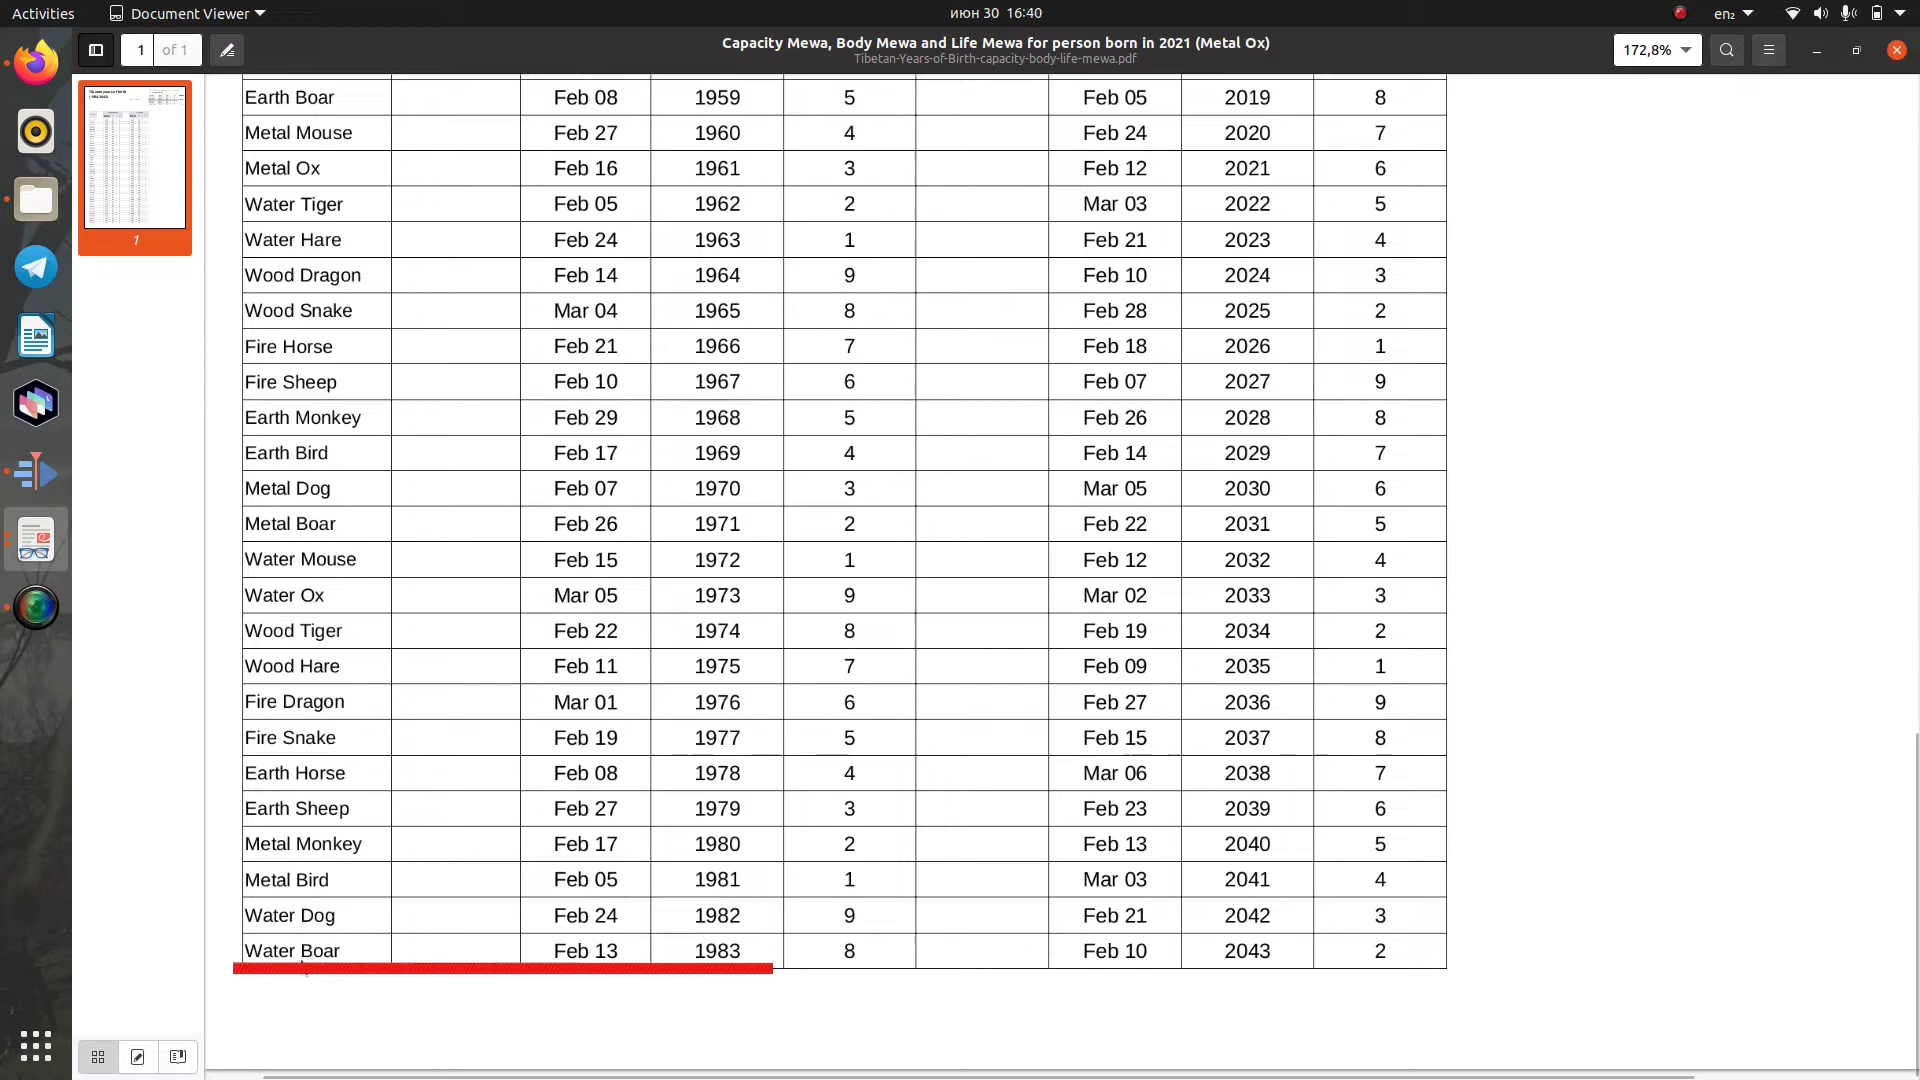 Activities Document Viewer июн 30 16:40 en₂
1 of 1 Capacity Mewa, Body Mewa and Life Mewa for person born in 2021 (Metal Ox) 172,8%
Tibetan-Years-of-Birth-capacity-body-life-mewa.pdf
Earth Boar Feb 08 1959 5 Feb 05 2019 8
Metal Mouse Feb 27 1960 4 Feb 24 2020 7
Metal Ox Feb 16 1961 3 Feb 12 2021 6
Water Tiger Feb 05 1962 2 Mar 03 2022 5
Water Hare Feb 24 1963 1 Feb 21 2023 4
Wood Dragon Feb 14 1964 9 Feb 10 2024 3
Wood Snake Mar 04 1965 8 Feb 28 2025 2
Fire Horse Feb 21 1966 7 Feb 18 2026 1
Fire Sheep Feb 10 1967 6 Feb 07 2027 9
Earth Monkey Feb 29 1968 5 Feb 26 2028 8
Earth Bird Feb 17 1969 4 Feb 14 2029 7
Metal Dog Feb 07 1970 3 Mar 05 2030 6
Metal Boar Feb 26 1971 2 Feb 22 2031 5
Water Mouse Feb 15 1972 1 Feb 12 2032 4
Water Ox Mar 05 1973 9 Mar 02 2033 3
Wood Tiger Feb 22 1974 8 Feb 19 2034 2
Wood Hare Feb 11 1975 7 Feb 09 2035 1
Fire Dragon Mar 01 1976 6 Feb 27 2036 9
Fire Snake Feb 19 1977 5 Feb 15 2037 8
Earth Horse Feb 08 1978 4 Mar 06 2038 7
Earth Sheep Feb 27 1979 3 Feb 23 2039 6
Metal Monkey Feb 17 1980 2 Feb 13 2040 5
Metal Bird Feb 05 1981 1 Mar 03 2041 4
Water Dog Feb 24 1982 9 Feb 21 2042 3
Water Boar Feb 13 1983 8 Feb 10 2043 2
1